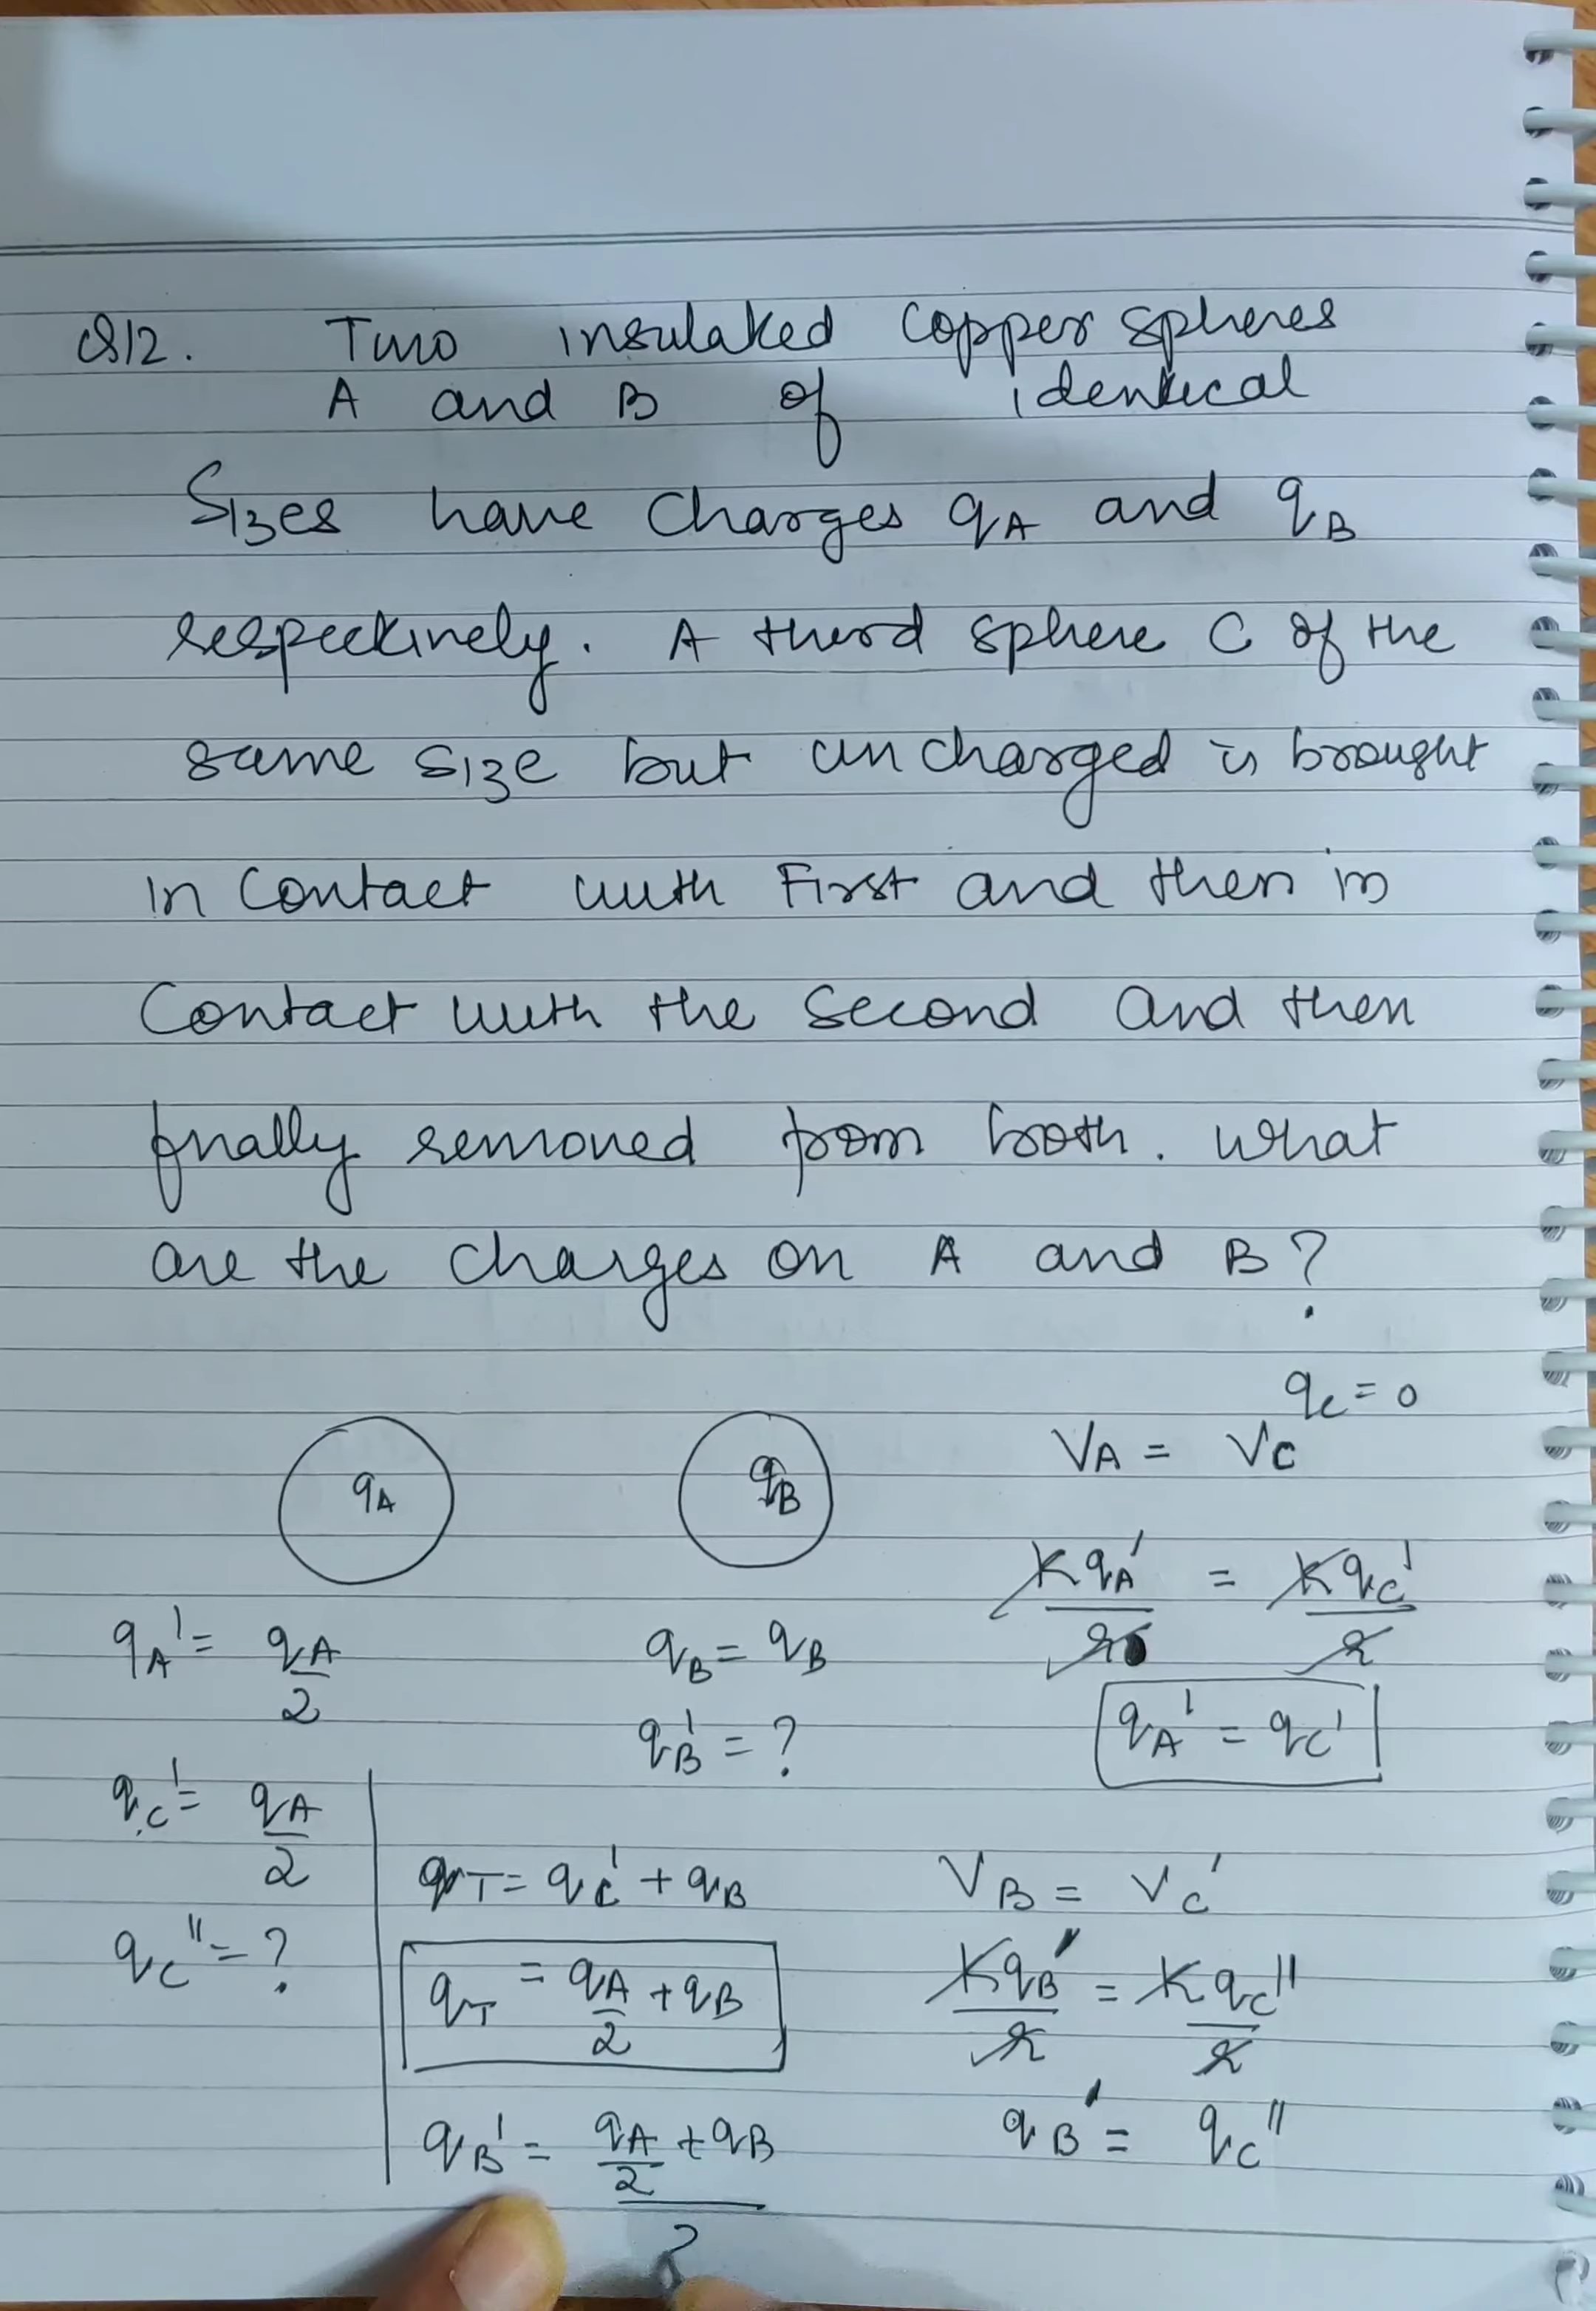 Q12. Two insulated copper spheres
A and B of identical
Sizes have charges qA and qB
respectively. A third sphere C of the
same size but uncharged is brought
in Contact with First and then in
Contact with the Second and then
finally removed from both. What
are the charges on A and B?
qc = 0
VA = VC
qA
qB
KqA' / r = KqC' / r
qA' = qA/2
qB = qB
qA' = qC'
qB' = ?
qC' = qA/2
qT = qC' + qB
VB = VC'
qC'' = ?
qT = qA/2 + qB
KqB' / r = KqC'' / r
qB' = qC''
qB' = (qA/2 + qB) / 2